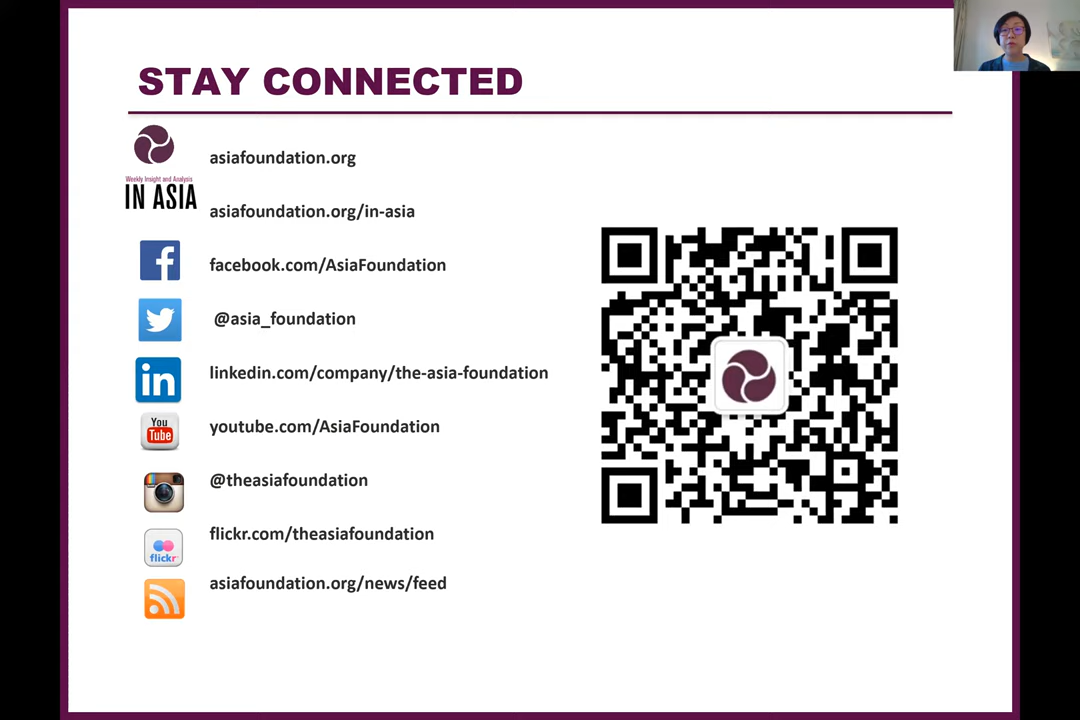 STAY CONNECTED
asiafoundation.org
Weekly Insight and Analysis
IN ASIA
asiafoundation.org/in-asia
facebook.com/AsiaFoundation
@asia_foundation
in
linkedin.com/company/the-asia-foundation
You
Tube
youtube.com/AsiaFoundation
@theasiafoundation
flickr.com/theasiafoundation
flickr
asiafoundation.org/news/feed